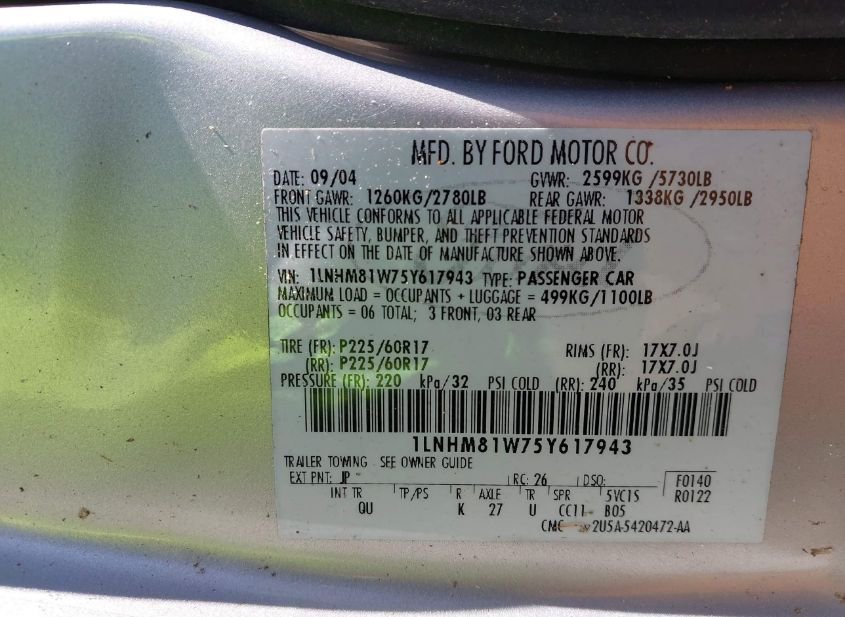 MFD. BY FORD MOTOR CO.
DATE: 09/04 GVWR: 2599KG /5730LB
FRONT GAWR: 1260KG/2780LB REAR GAWR: 1338KG /2950LB
THIS VEHICLE CONFORMS TO ALL APPLICABLE FEDERAL MOTOR
VEHICLE SAFETY, BUMPER, AND THEFT PREVENTION STANDARDS
IN EFFECT ON THE DATE OF MANUFACTURE SHOWN ABOVE.
VIN: 1LNHM81W75Y617943 TYPE: PASSENGER CAR
MAXIMUM LOAD = OCCUPANTS + LUGGAGE = 499KG/1100LB
OCCUPANTS = 06 TOTAL; 3 FRONT, 03 REAR
TIRE (FR): P225/60R17 RIMS (FR): 17X7.0J
(RR): P225/60R17 (RR): 17X7.0J
PRESSURE (FR): 220 kPa/32 PSI COLD (RR): 240 kPa/35 PSI COLD
1LNHM81W75Y617943
TRAILER TOWING - SEE OWNER GUIDE
EXT PNT: JP RC: 26 DSO: F0140
INT TR TP/PS R AXLE TR SPR 5VC15 R0122
QU K 27 U CC11 B05
CMC 2U5A-5420472-AA